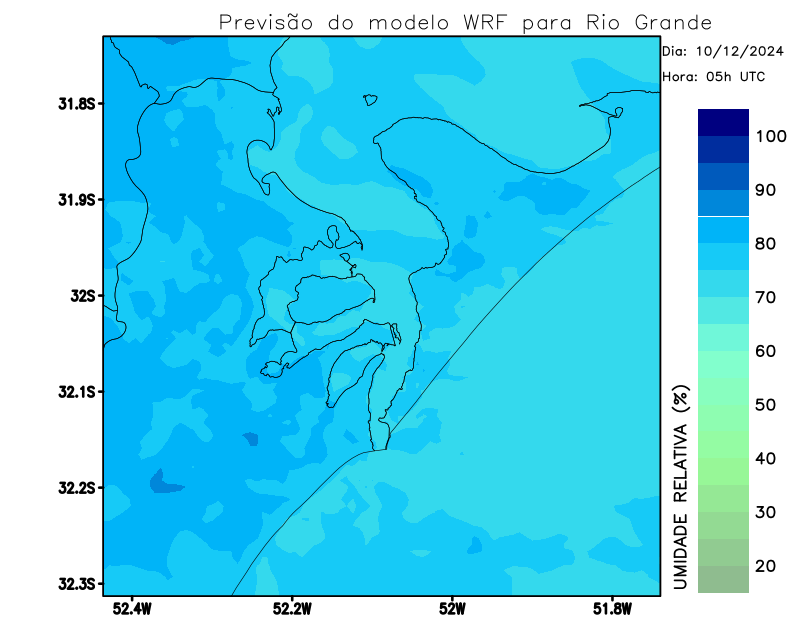 Previsão do modelo WRF para Rio Grande
Dia: 10/12/2024
Hora: 05h UTC
31.8S
31.9S
32S
32.1S
32.2S
32.3S
52.4W
52.2W
52W
51.8W
100
90
80
70
60
50
40
30
20
UMIDADE RELATIVA (%)